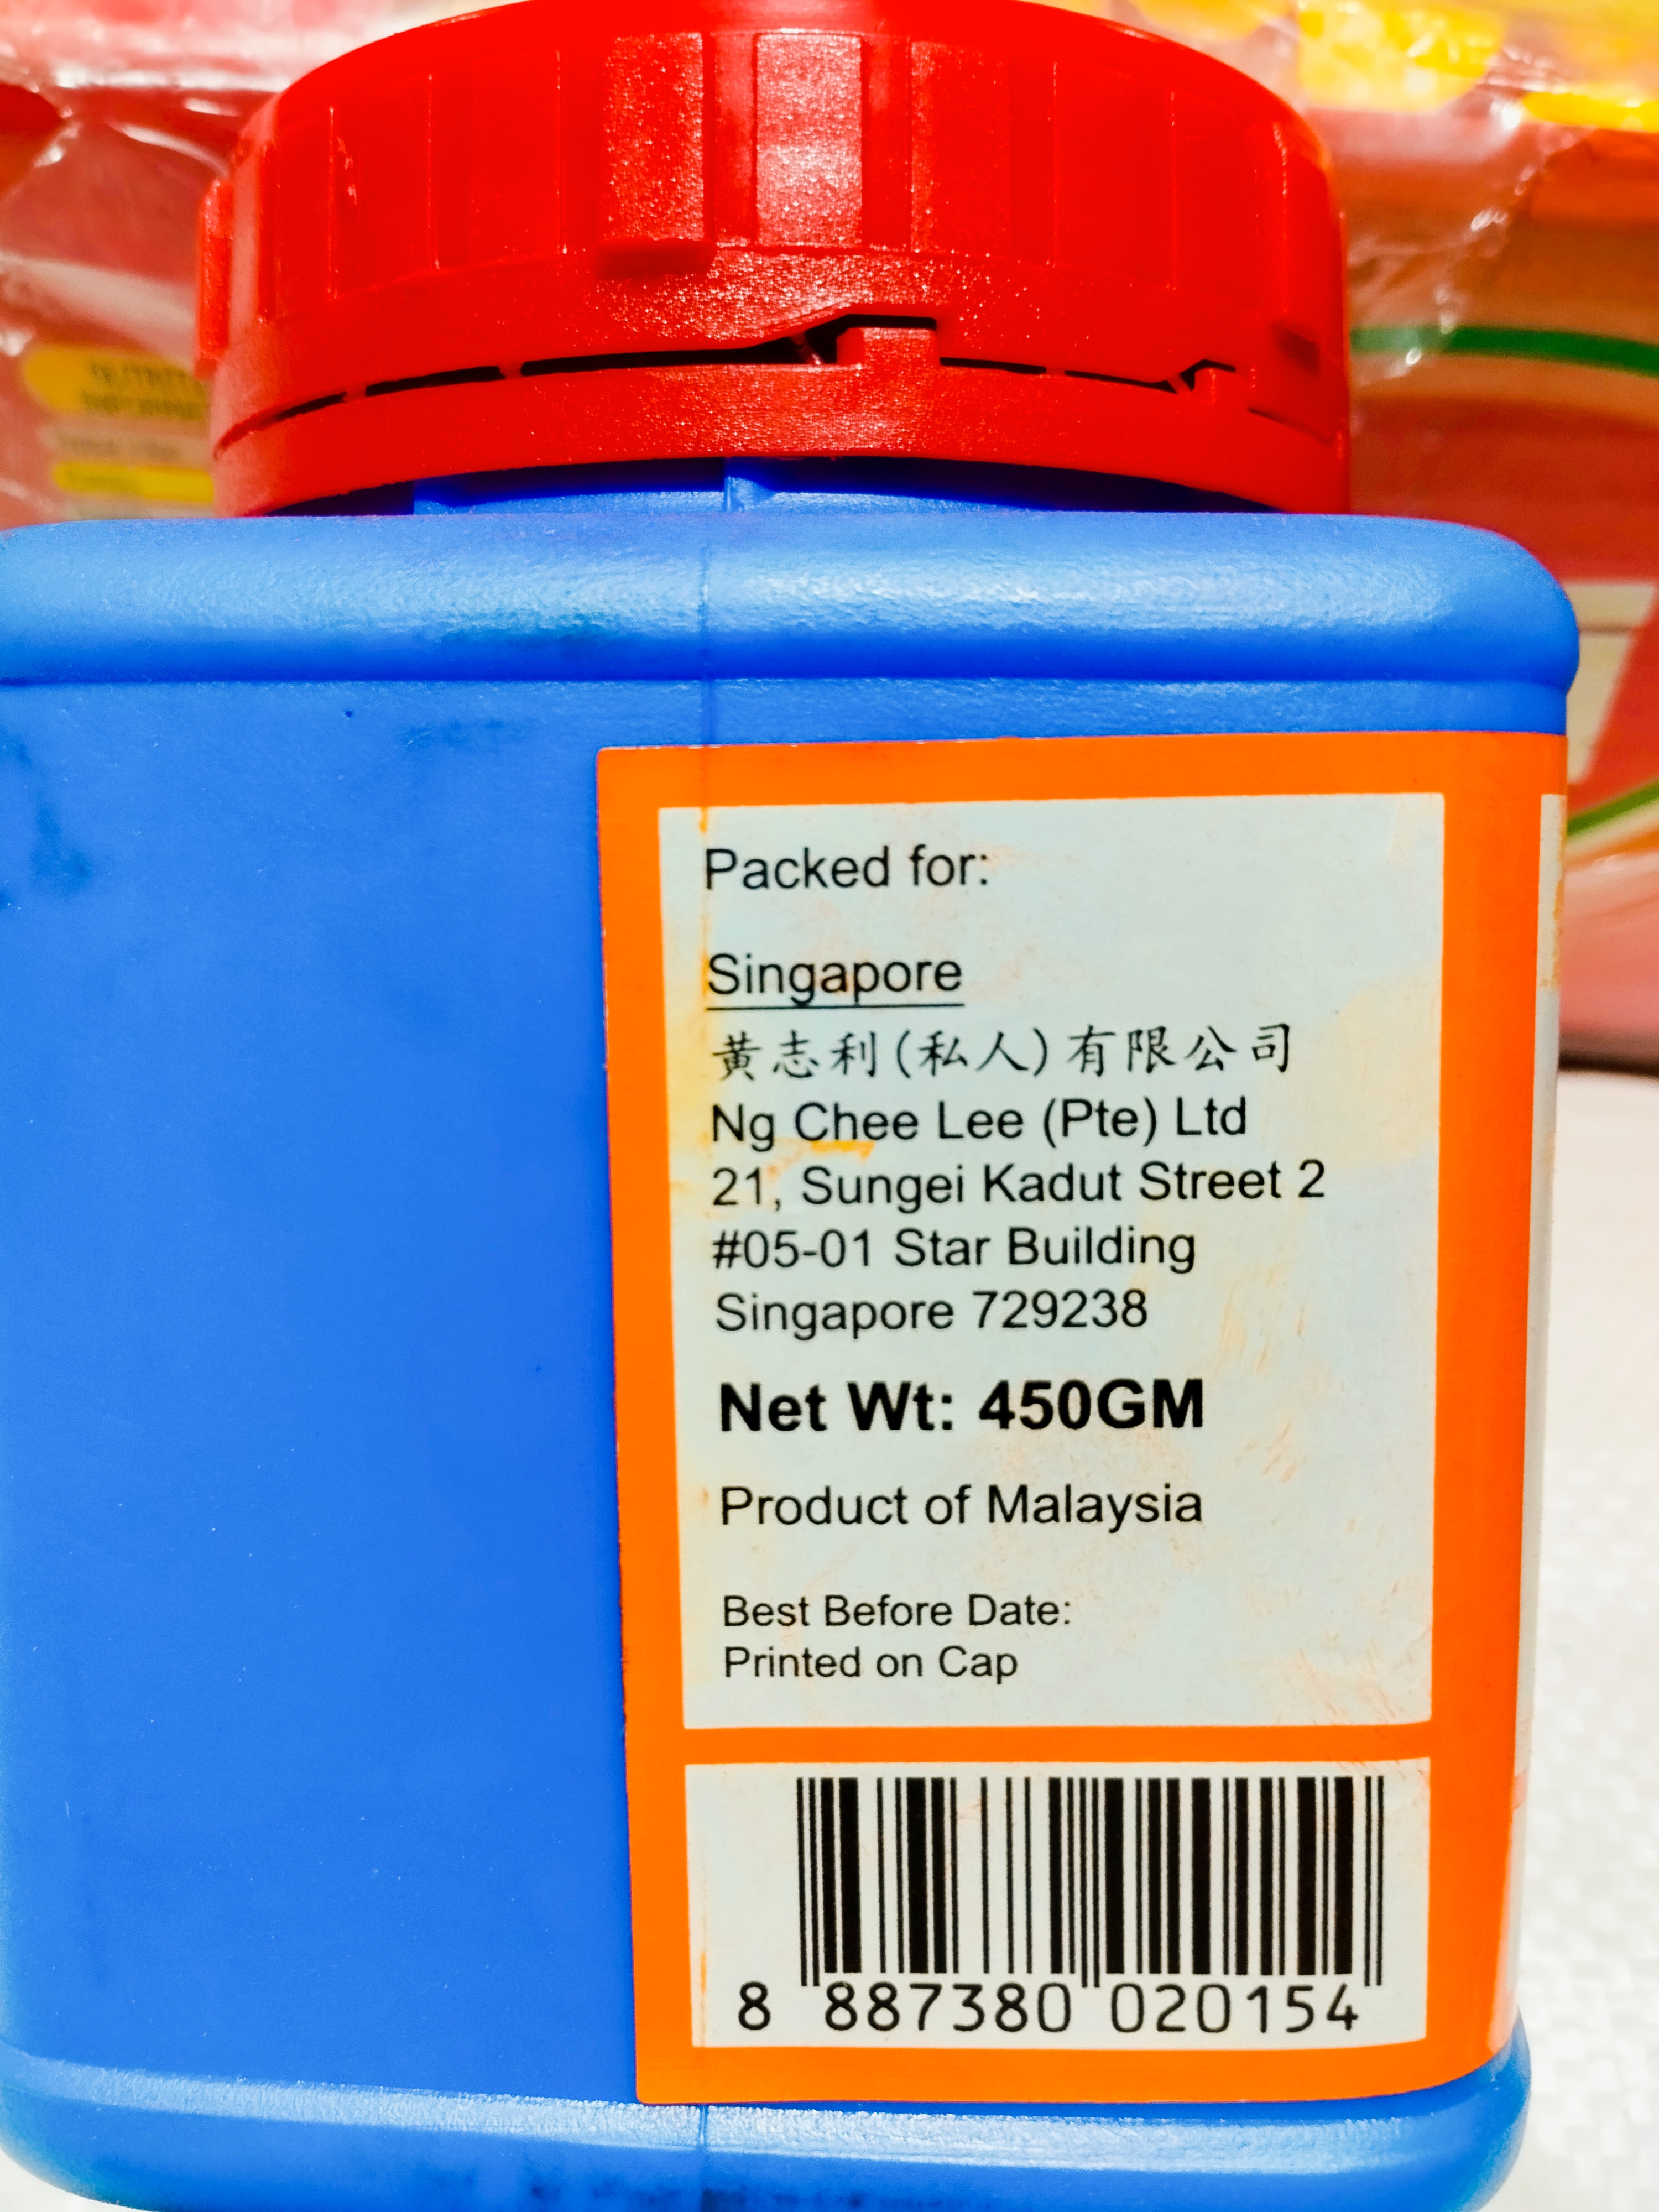 Packed for:
Singapore
黄志利(私人)有限公司
Ng Chee Lee (Pte) Ltd
21, Sungei Kadut Street 2
#05-01 Star Building
Singapore 729238
Net Wt: 450GM
Product of Malaysia
Best Before Date:
Printed on Cap
8 887380 020154